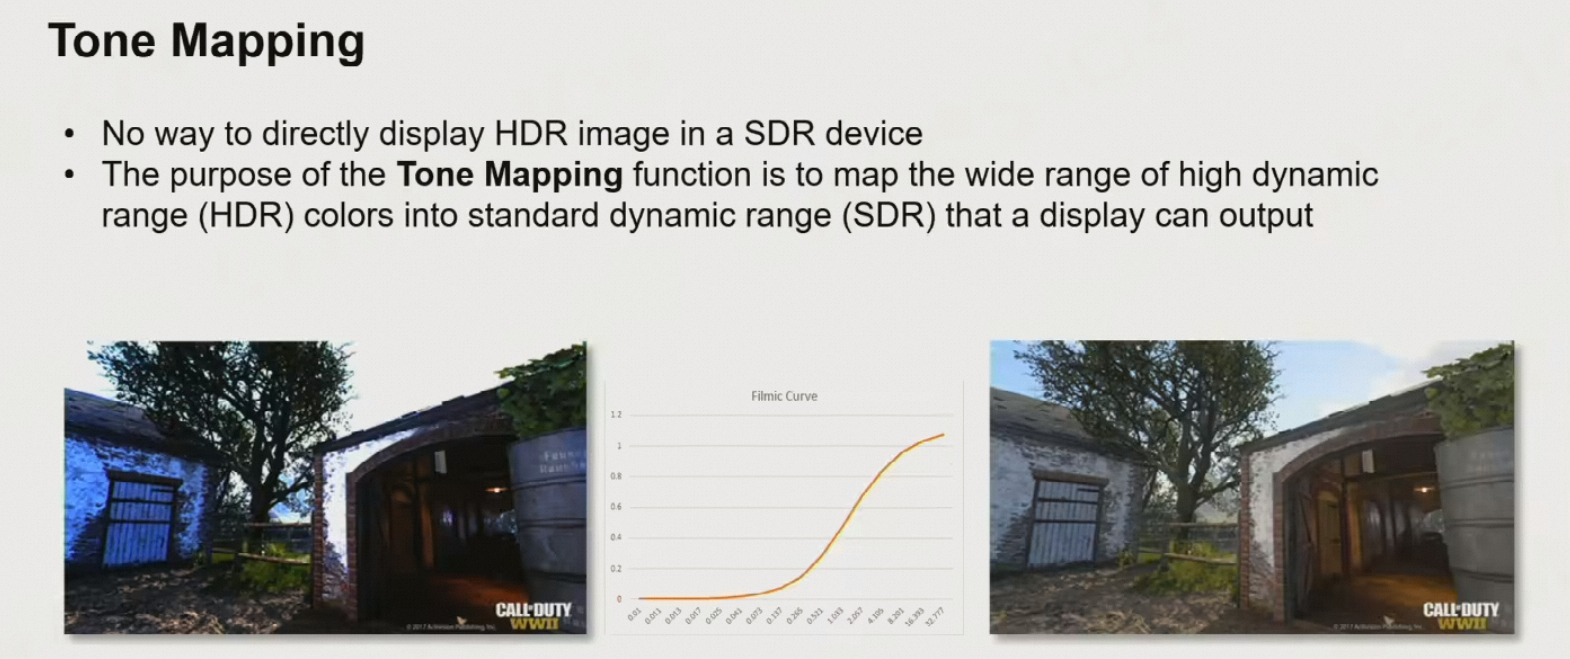 Tone Mapping
• No way to directly display HDR image in a SDR device
• The purpose of the Tone Mapping function is to map the wide range of high dynamic
range (HDR) colors into standard dynamic range (SDR) that a display can output
CALL OF DUTY
WWII
© 2017 Activision Publishing, Inc.
Filmic Curve
1.2
1
0.8
0.6
0.4
0.2
0
0.01 0.011 0.013 0.017 0.025 0.041 0.073 0.137 0.265 0.521 1.033 2.057 4.105 8.201 16.393 32.777
CALL OF DUTY
WWII
© 2017 Activision Publishing, Inc.